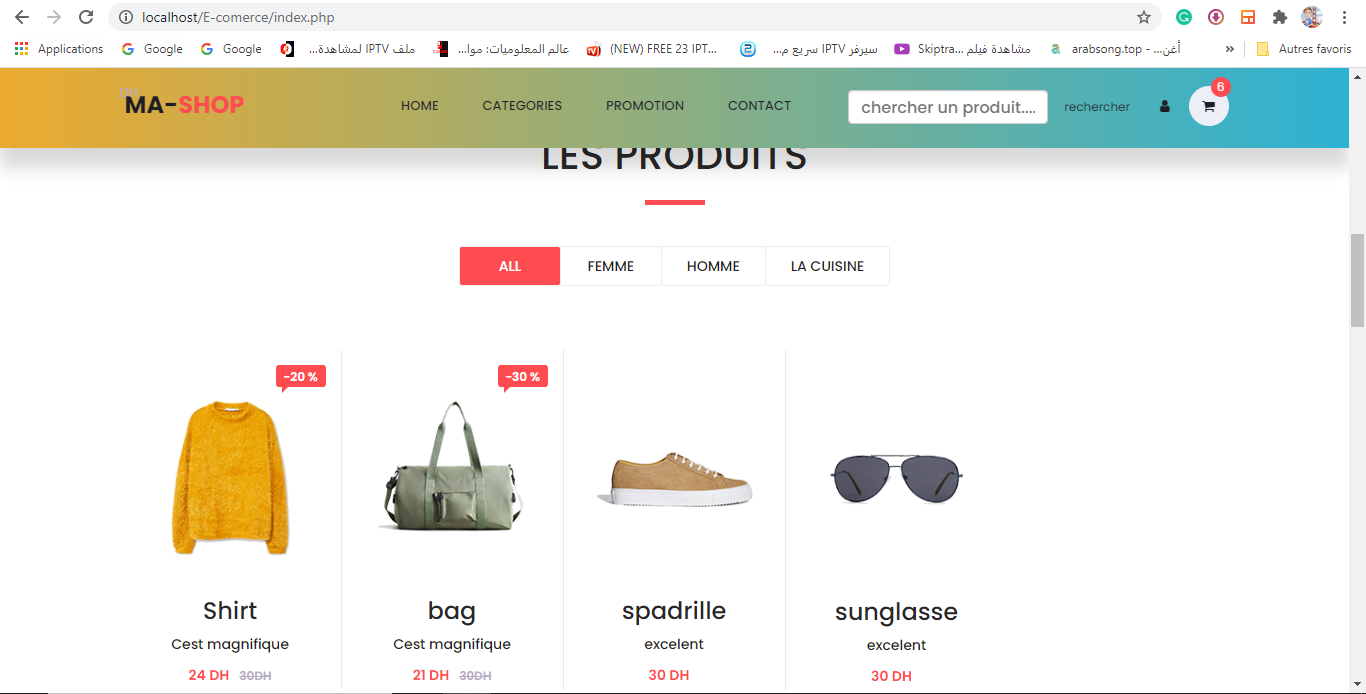 localhost/E-comerce/index.php
Applications Google Google ملف IPTV لمشاهدة... عالم المعلوميات: موا... (NEW) FREE 23 IPT... سيرفر IPTV سريع م... Skiptra... مشاهدة فيلم arabsong.top - ...أغن » Autres favoris
DH
MA-SHOP HOME CATEGORIES PROMOTION CONTACT chercher un produit.... rechercher 6
LES PRODUITS
ALL FEMME HOMME LA CUISINE
-20 % -30 %
Shirt bag spadrille sunglasse
Cest magnifique Cest magnifique excelent excelent
24 DH 30DH 21 DH 30DH 30 DH 30 DH